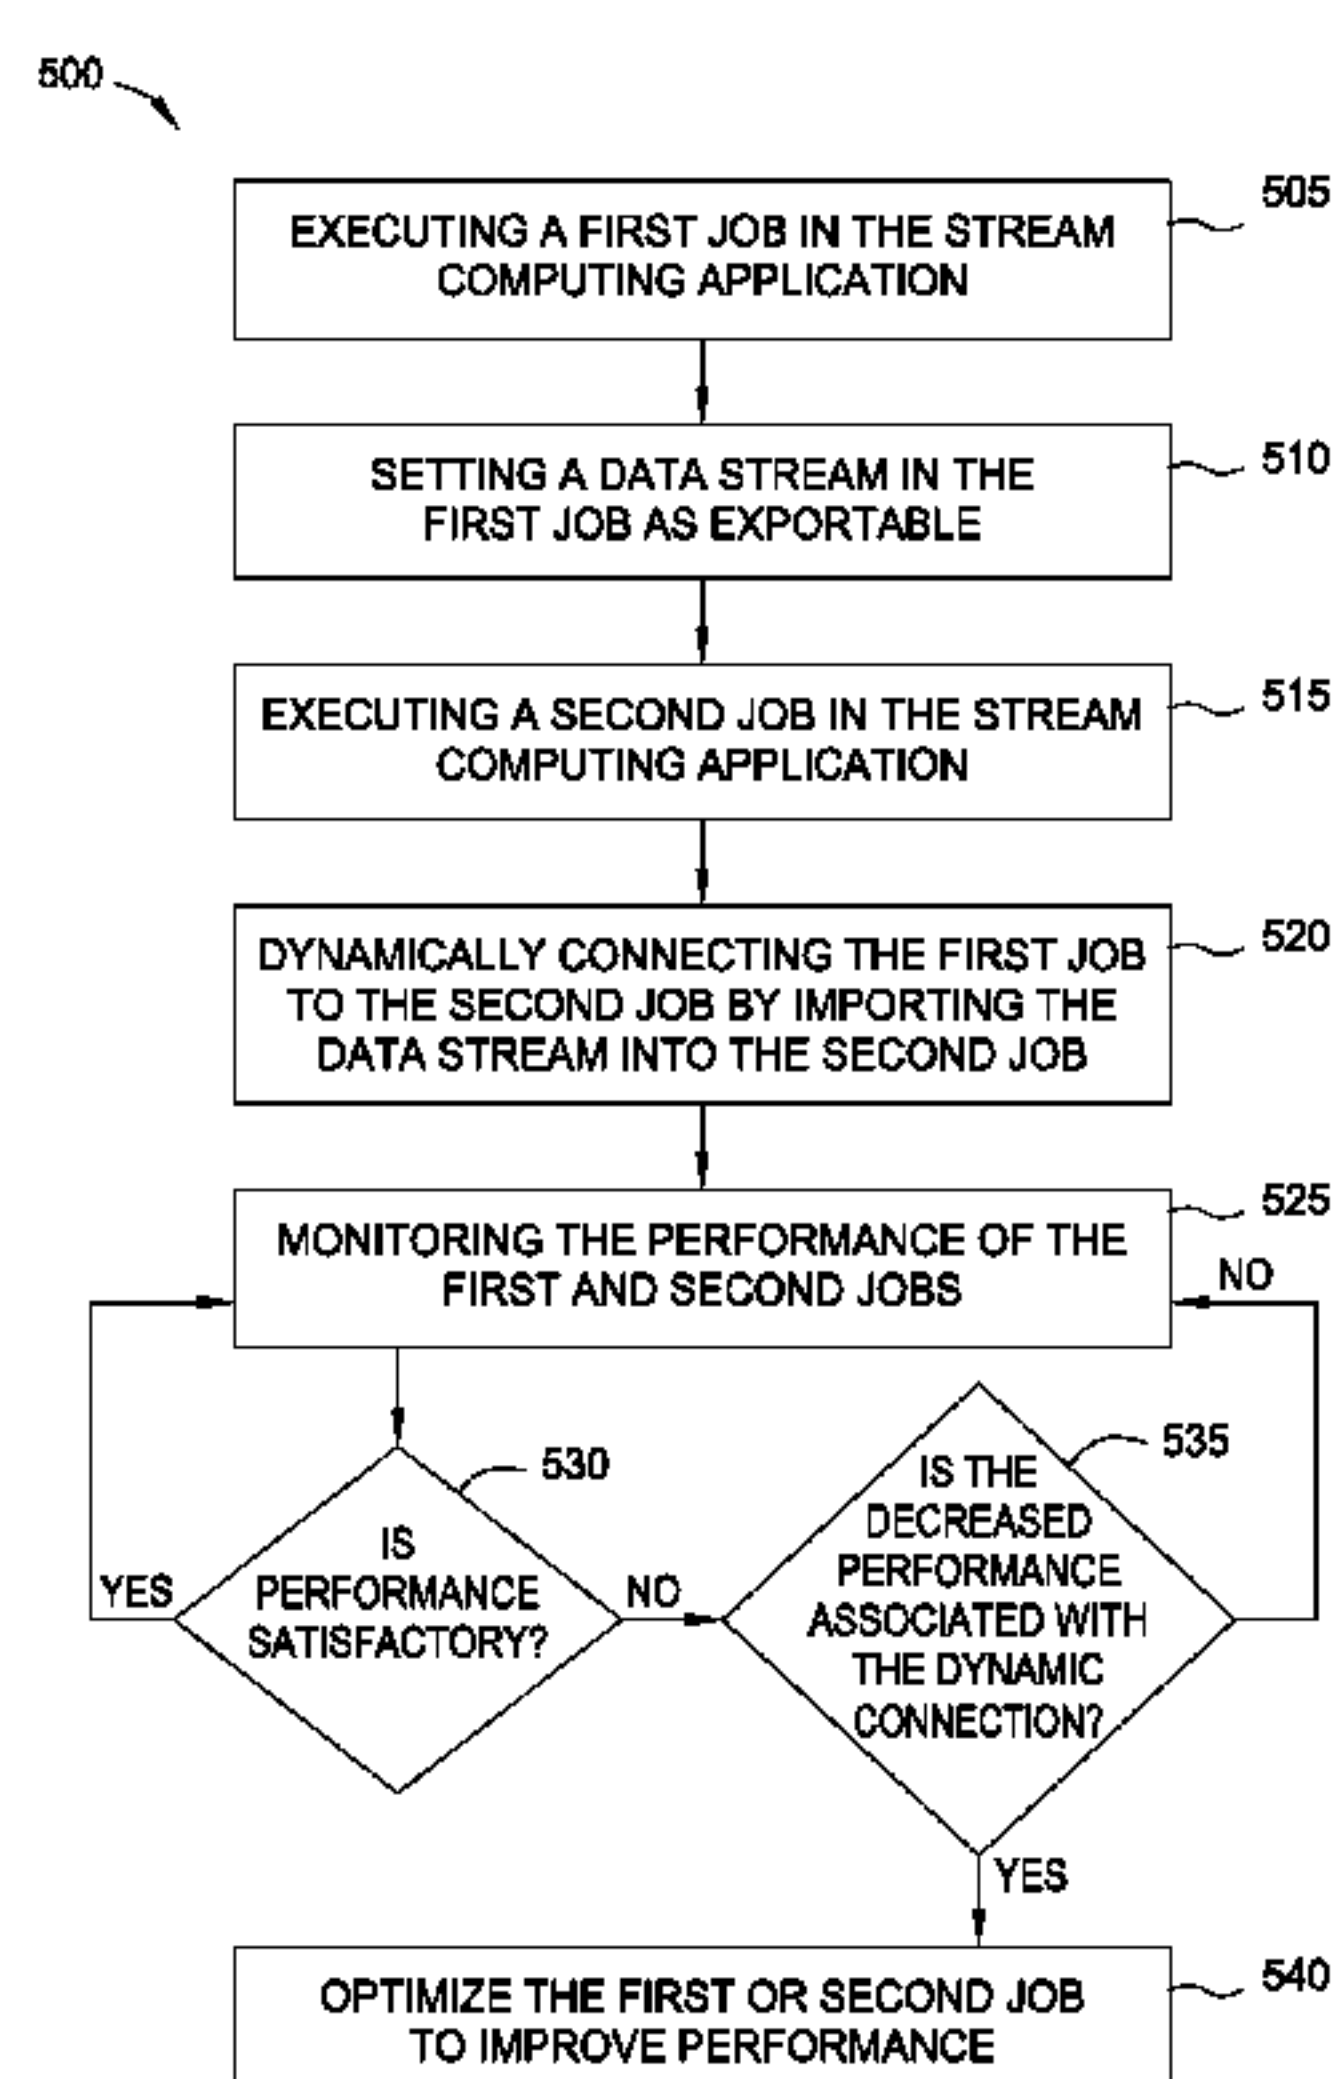 500
505
EXECUTING A FIRST JOB IN THE STREAM
COMPUTING APPLICATION
510
SETTING A DATA STREAM IN THE
FIRST JOB AS EXPORTABLE
515
EXECUTING A SECOND JOB IN THE STREAM
COMPUTING APPLICATION
520
DYNAMICALLY CONNECTING THE FIRST JOB
TO THE SECOND JOB BY IMPORTING THE
DATA STREAM INTO THE SECOND JOB
525
MONITORING THE PERFORMANCE OF THE
FIRST AND SECOND JOBS
NO
530
IS
PERFORMANCE
SATISFACTORY?
YES
NO
535
IS THE
DECREASED
PERFORMANCE
ASSOCIATED WITH
THE DYNAMIC
CONNECTION?
YES
540
OPTIMIZE THE FIRST OR SECOND JOB
TO IMPROVE PERFORMANCE